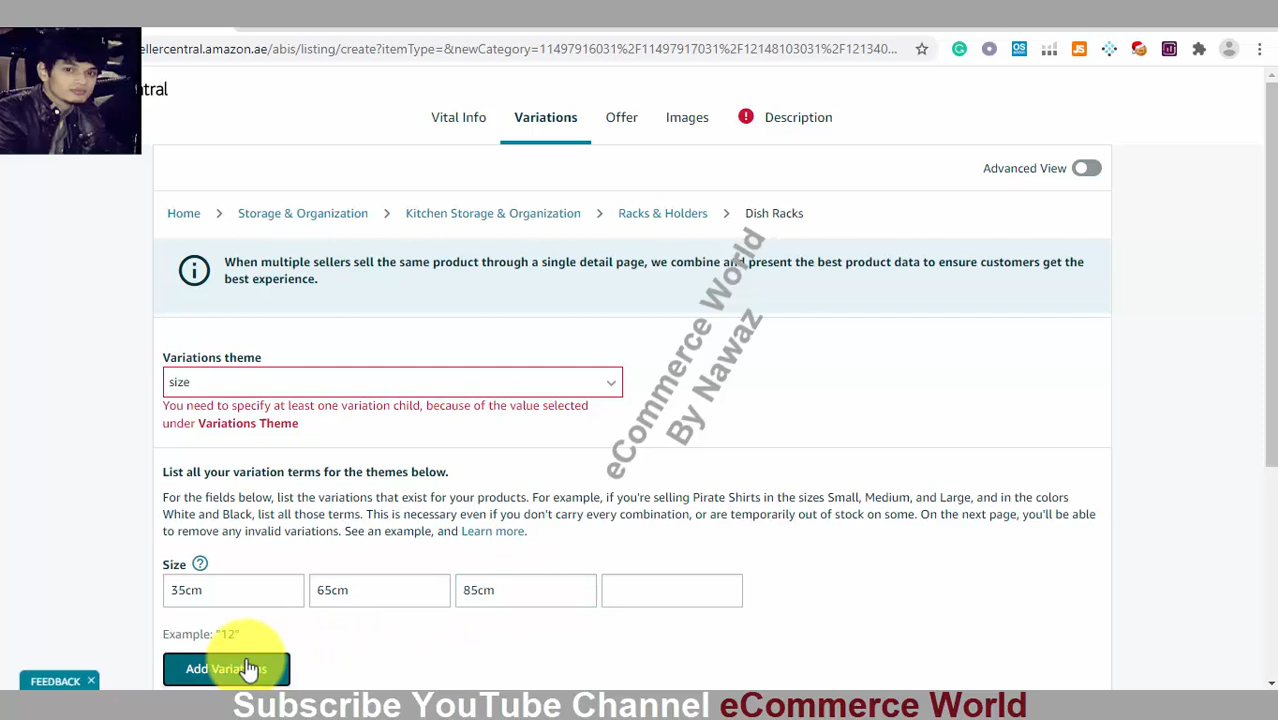 ellercentral.amazon.ae/abis/listing/create?itemType=&newCategory=11497916031%2F11497917031%2F12148103031%2F121340...
ntral
Vital Info
Variations
Offer
Images
Description
Advanced View
Home > Storage & Organization > Kitchen Storage & Organization > Racks & Holders > Dish Racks
When multiple sellers sell the same product through a single detail page, we combine and present the best product data to ensure customers get the
best experience.
eCommerce World
By Nawaz
Variations theme
size
You need to specify at least one variation child, because of the value selected
under Variations Theme
List all your variation terms for the themes below.
For the fields below, list the variations that exist for your products. For example, if you're selling Pirate Shirts in the sizes Small, Medium, and Large, and in the colors
White and Black, list all those terms. This is necessary even if you don't carry every combination, or are temporarily out of stock on some. On the next page, you'll be able
to remove any invalid variations. See an example, and Learn more.
Size
35cm
65cm
85cm
Example: "12"
Add Variations
FEEDBACK
Subscribe YouTube Channel eCommerce World